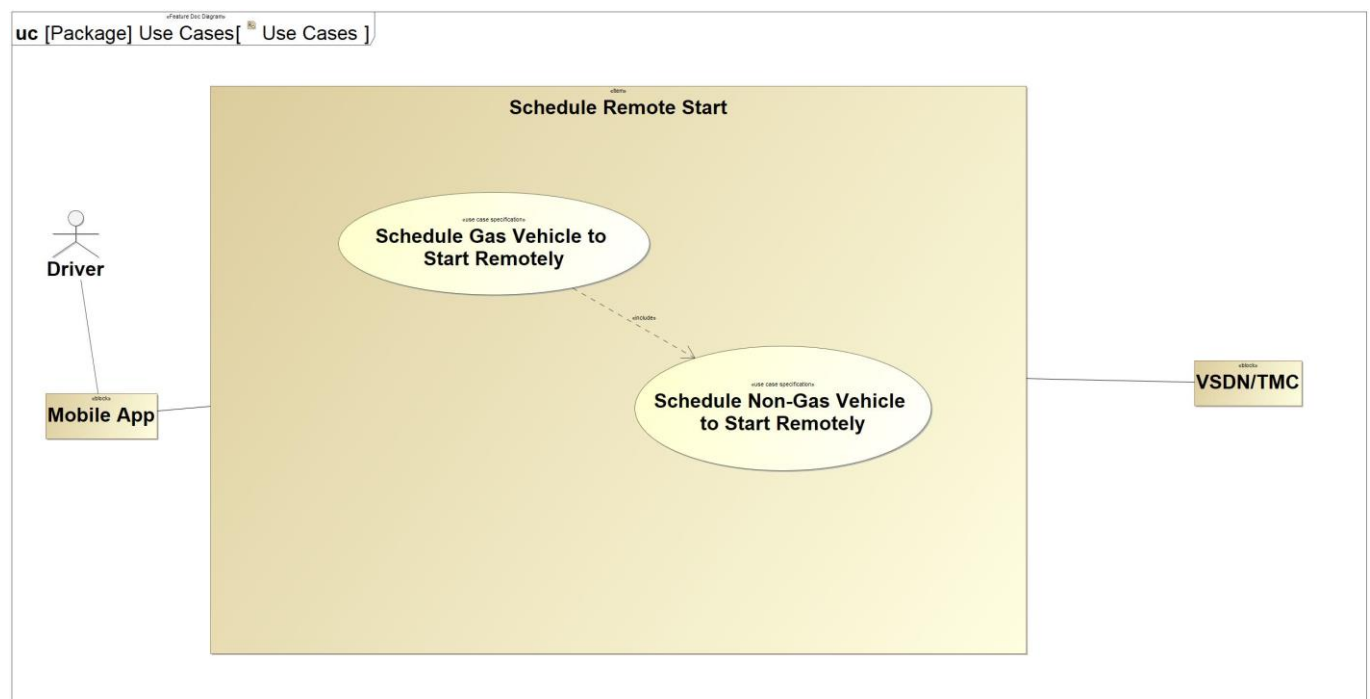 «Feature Doc Diagram»
uc [Package] Use Cases[ Use Cases ]
«item»
Schedule Remote Start
«use case specification»
Schedule Gas Vehicle to
Start Remotely
Driver
«include»
«use case specification»
Schedule Non-Gas Vehicle
to Start Remotely
«block»
VSDN/TMC
«block»
Mobile App